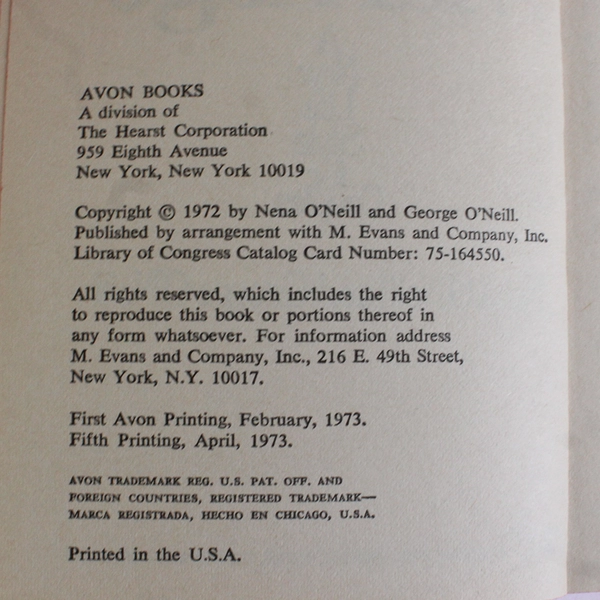 AVON BOOKS
A division of
The Hearst Corporation
959 Eighth Avenue
New York, New York 10019
Copyright © 1972 by Nena O'Neill and George O'Neill.
Published by arrangement with M. Evans and Company, Inc.
Library of Congress Catalog Card Number: 75-164550.
All rights reserved, which includes the right
to reproduce this book or portions thereof in
any form whatsoever. For information address
M. Evans and Company, Inc., 216 E. 49th Street,
New York, N.Y. 10017.
First Avon Printing, February, 1973.
Fifth Printing, April, 1973.
AVON TRADEMARK REG. U.S. PAT. OFF. AND
FOREIGN COUNTRIES, REGISTERED TRADEMARK—
MARCA REGISTRADA, HECHO EN CHICAGO, U.S.A.
Printed in the U.S.A.